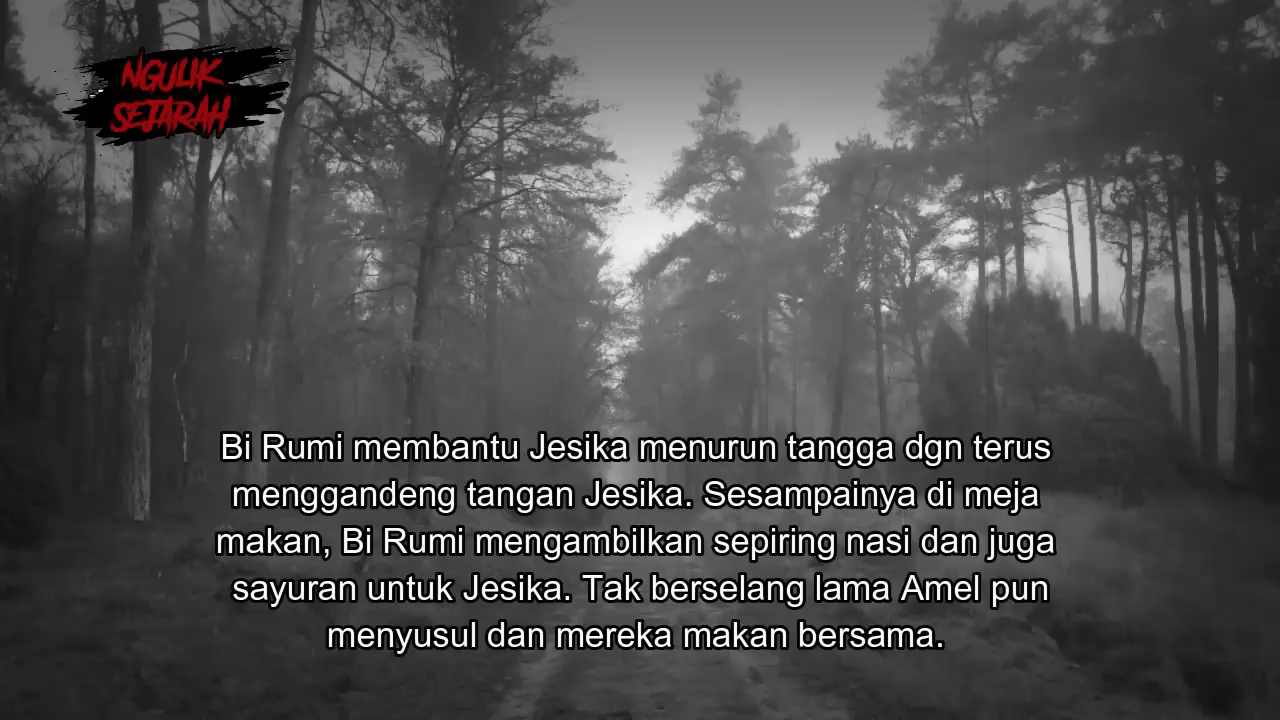 NGULIK
SEJARAH
Bi Rumi membantu Jesika menurun tangga dgn terus
menggandeng tangan Jesika. Sesampainya di meja
makan, Bi Rumi mengambilkan sepiring nasi dan juga
sayuran untuk Jesika. Tak berselang lama Amel pun
menyusul dan mereka makan bersama.